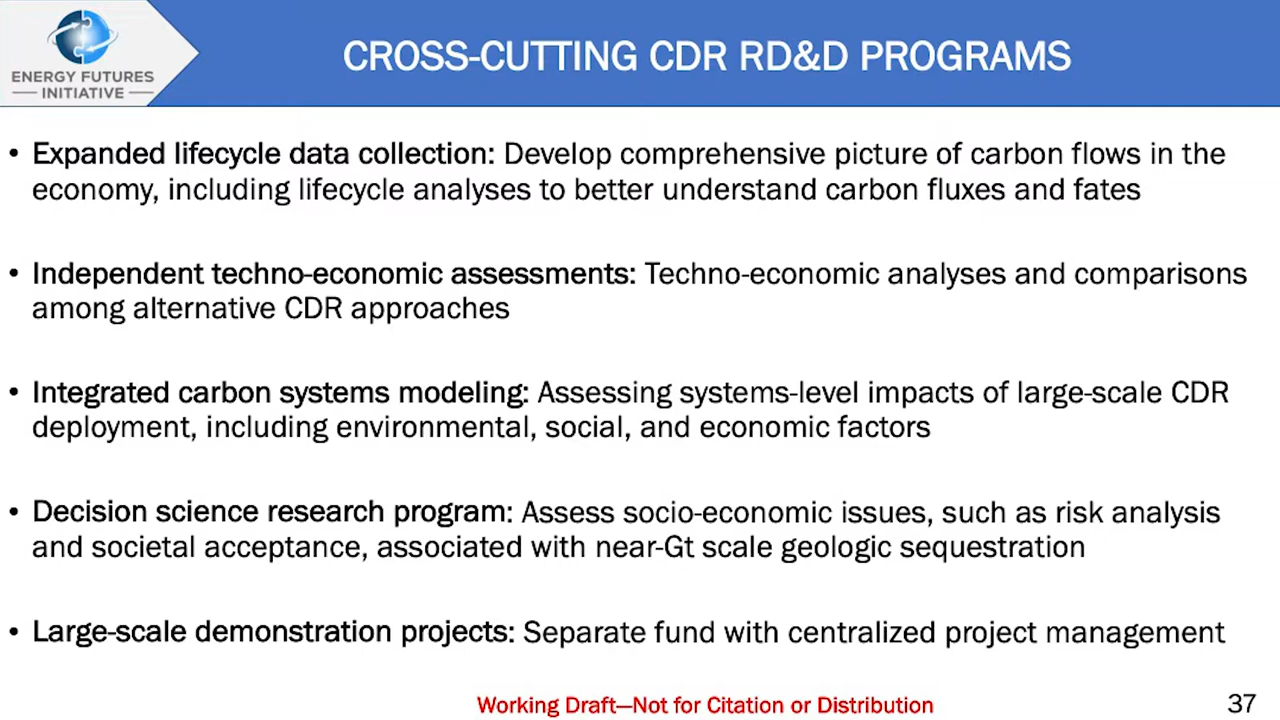 ENERGY FUTURES
INITIATIVE
CROSS-CUTTING CDR RD&D PROGRAMS
• Expanded lifecycle data collection: Develop comprehensive picture of carbon flows in the
economy, including lifecycle analyses to better understand carbon fluxes and fates
• Independent techno-economic assessments: Techno-economic analyses and comparisons
among alternative CDR approaches
• Integrated carbon systems modeling: Assessing systems-level impacts of large-scale CDR
deployment, including environmental, social, and economic factors
• Decision science research program: Assess socio-economic issues, such as risk analysis
and societal acceptance, associated with near-Gt scale geologic sequestration
• Large-scale demonstration projects: Separate fund with centralized project management
Working Draft—Not for Citation or Distribution
37